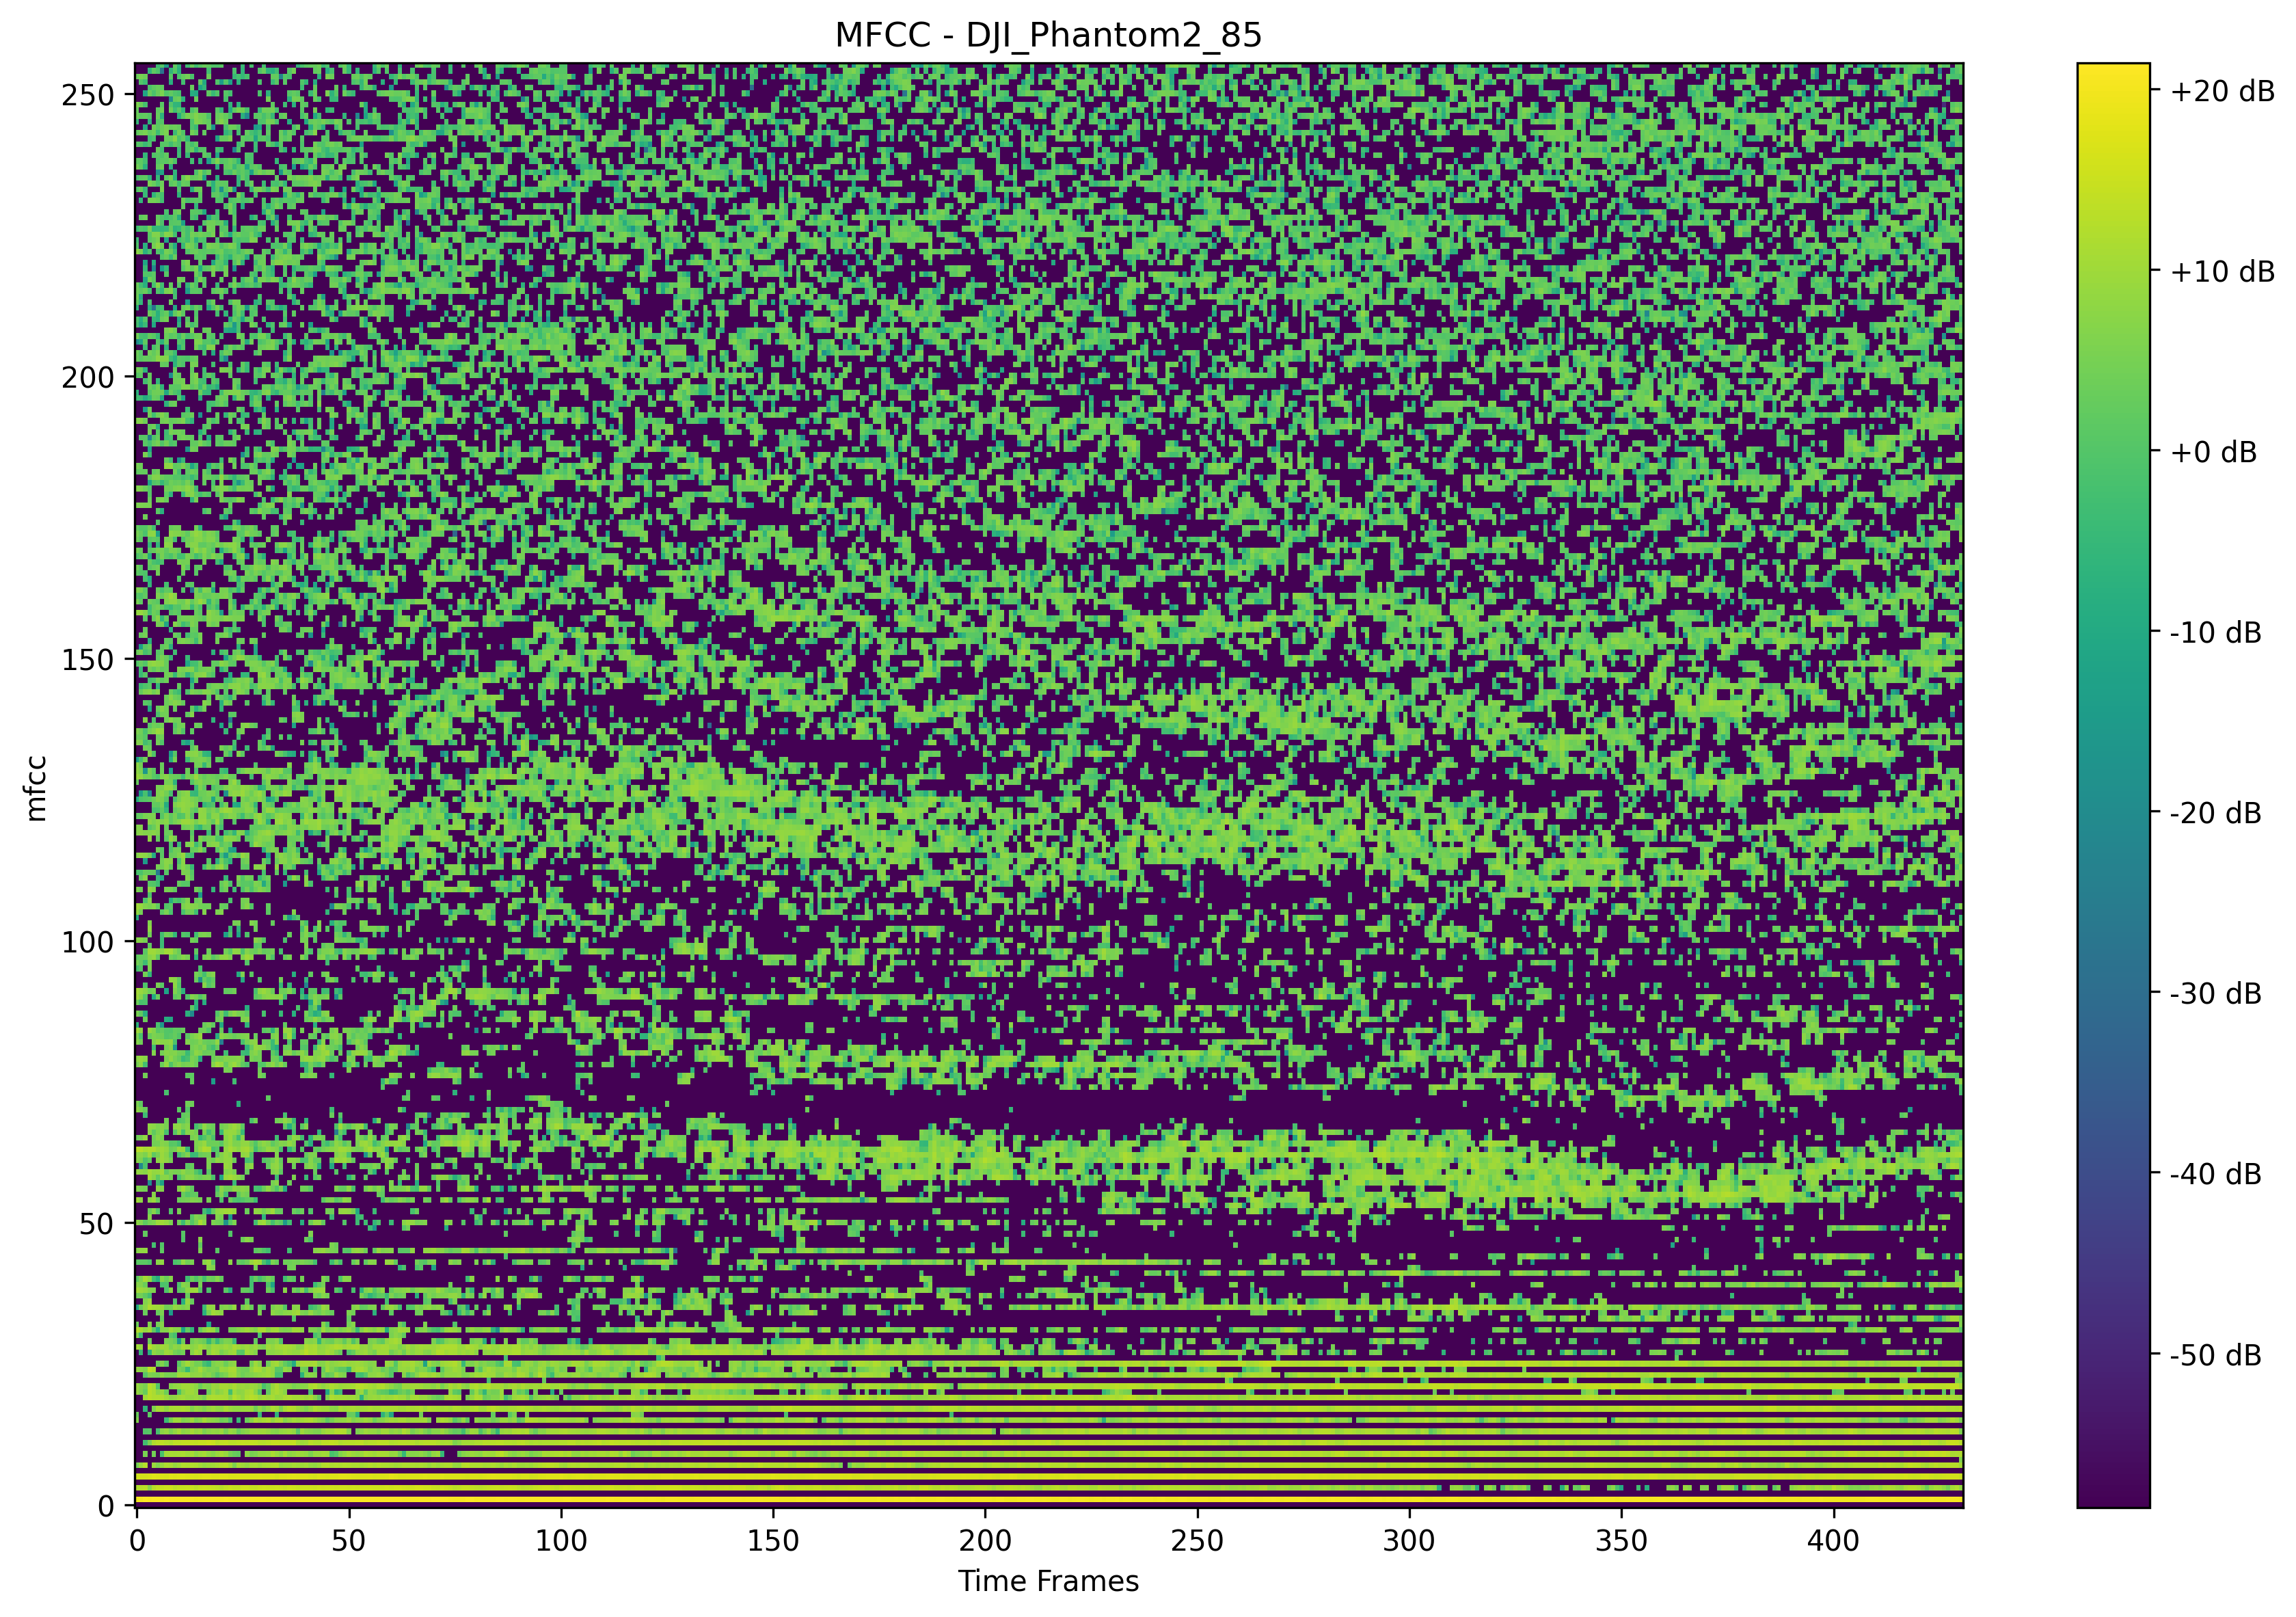 MFCC - DJI_Phantom2_85
250
200
150
100
50
0
mfcc
0 50 100 150 200 250 300 350 400
Time Frames
+20 dB
+10 dB
+0 dB
-10 dB
-20 dB
-30 dB
-40 dB
-50 dB